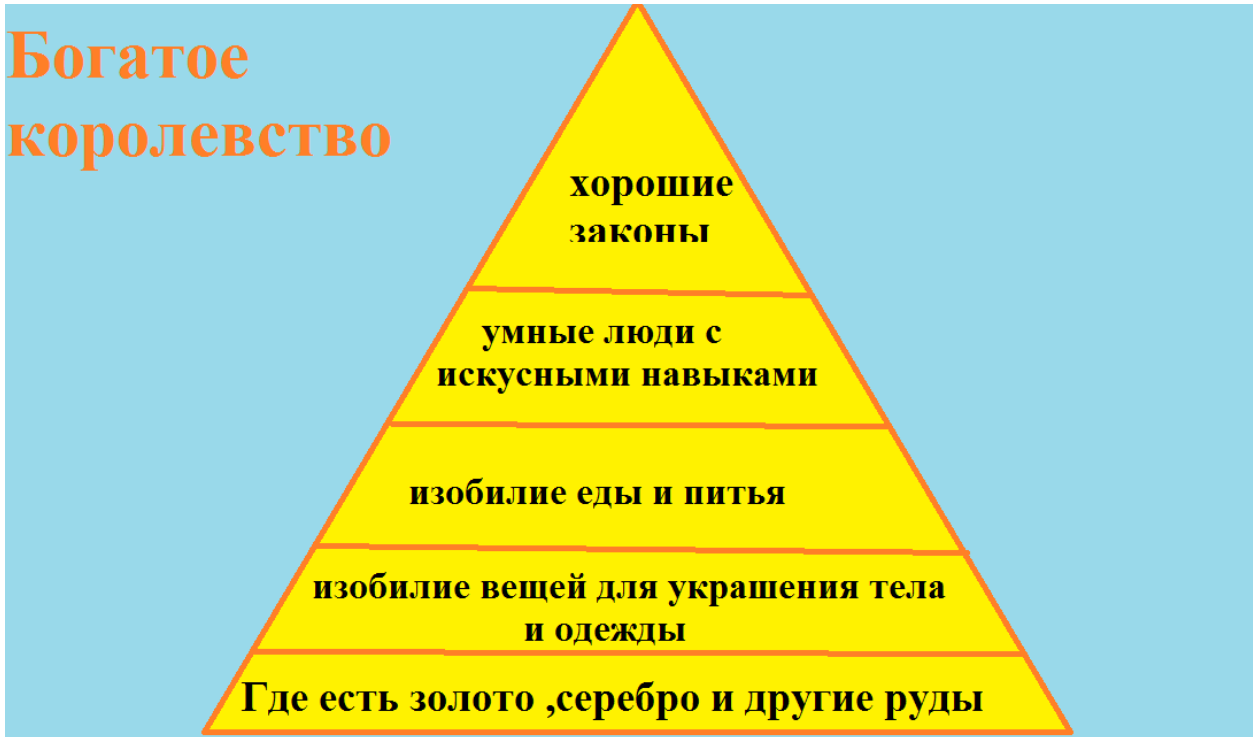 Богатое
королевство
хорошие
законы
умные люди с
искусными навыками
изобилие еды и питья
изобилие вещей для украшения тела
и одежды
Где есть золото ,серебро и другие руды